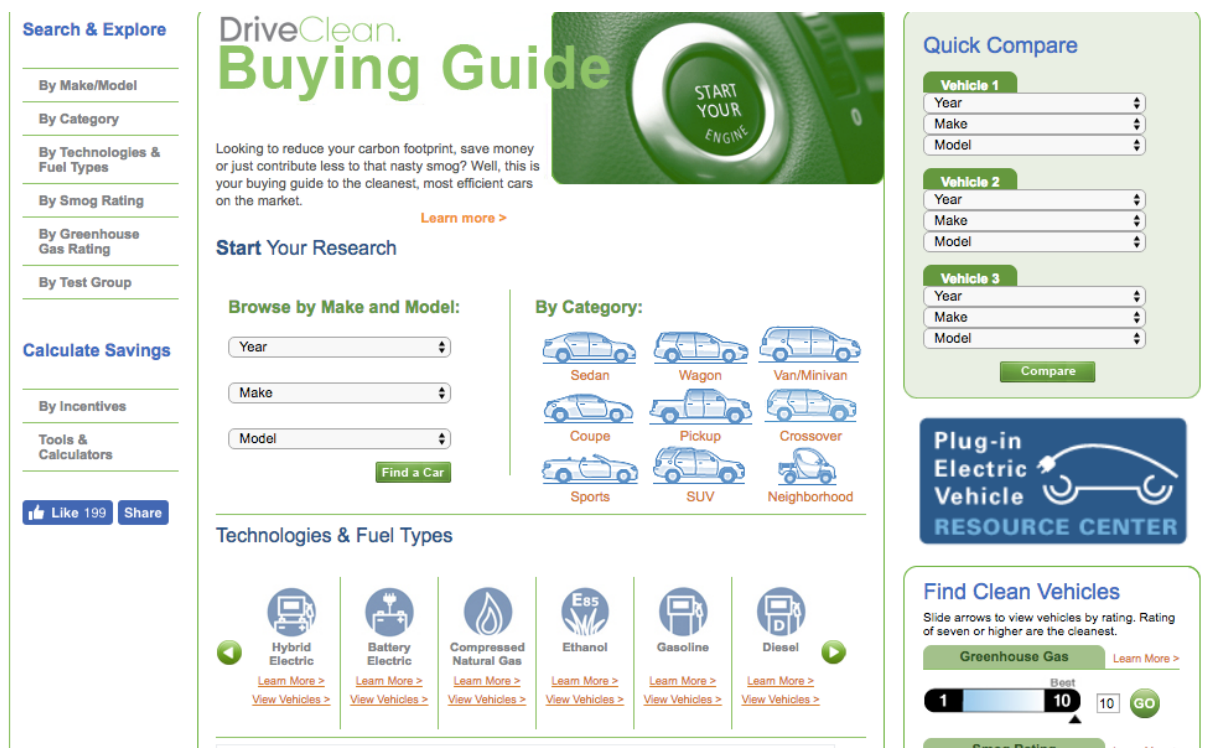 Search & Explore
By Make/Model
By Category
By Technologies &
Fuel Types
By Smog Rating
By Greenhouse
Gas Rating
By Test Group
Calculate Savings
By Incentives
Tools &
Calculators
Like 199
Share
DriveClean.
Buying Guide
START
YOUR
ENGINE
0
Looking to reduce your carbon footprint, save money
or just contribute less to that nasty smog? Well, this is
your buying guide to the cleanest, most efficient cars
on the market.
Learn more >
Start Your Research
Browse by Make and Model:
Year
Make
Model
Find a Car
By Category:
Sedan
Wagon
Van/Minivan
Coupe
Pickup
Crossover
Sports
SUV
Neighborhood
Technologies & Fuel Types
Hybrid
Electric
Learn More >
View Vehicles >
Battery
Electric
Learn More >
View Vehicles >
Compressed
Natural Gas
Learn More >
View Vehicles >
E85
Ethanol
Learn More >
View Vehicles >
Gasoline
Learn More >
View Vehicles >
D
Diesel
Learn More >
View Vehicles >
Quick Compare
Vehicle 1
Year
Make
Model
Vehicle 2
Year
Make
Model
Vehicle 3
Year
Make
Model
Compare
Plug-in
Electric
Vehicle
RESOURCE CENTER
Find Clean Vehicles
Slide arrows to view vehicles by rating. Rating
of seven or higher are the cleanest.
Greenhouse Gas
Learn More >
Best
1
10
10
GO
Smog Rating